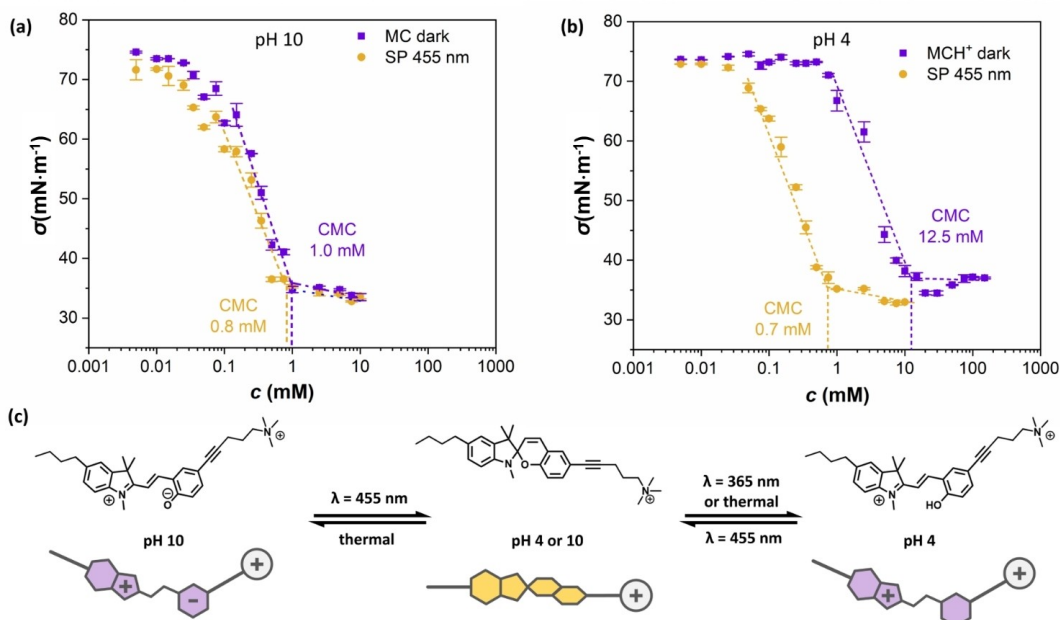 (a)
80
70
60
50
40
30
σ(mN·m⁻¹)
pH 10
MC dark
SP 455 nm
CMC
1.0 mM
CMC
0.8 mM
0.001 0.01 0.1 1 10 100 1000
c (mM)
(b)
80
70
60
50
40
30
σ(mN·m⁻¹)
pH 4
MCH⁺ dark
SP 455 nm
CMC
12.5 mM
CMC
0.7 mM
0.001 0.01 0.1 1 10 100 1000
c (mM)
(c)
N
⊕
N
⊕
⊖
O
pH 10
+
-
+
λ = 455 nm
thermal
N
O
N
⊕
pH 4 or 10
+
λ = 365 nm
or thermal
λ = 455 nm
N
⊕
N
⊕
HO
pH 4
+
+